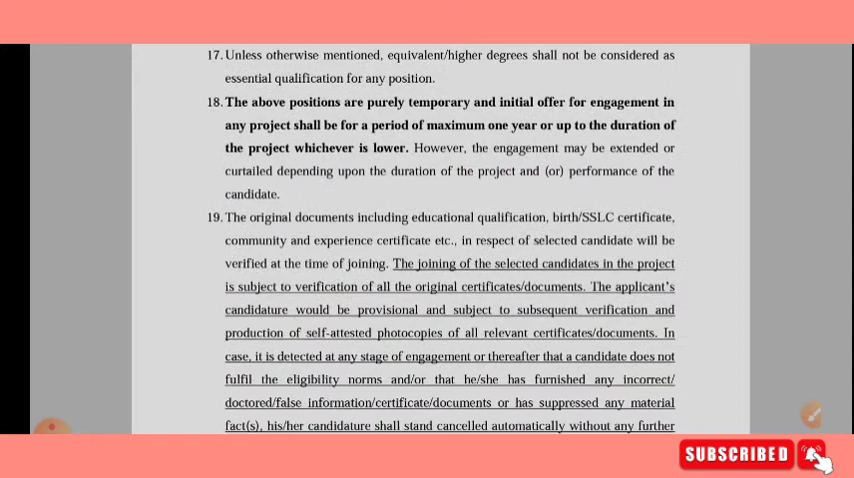 17. Unless otherwise mentioned, equivalent/higher degrees shall not be considered as
essential qualification for any position.
18. The above positions are purely temporary and initial offer for engagement in
any project shall be for a period of maximum one year or up to the duration of
the project whichever is lower. However, the engagement may be extended or
curtailed depending upon the duration of the project and (or) performance of the
candidate.
19. The original documents including educational qualification, birth/SSLC certificate,
community and experience certificate etc., in respect of selected candidate will be
verified at the time of joining. The joining of the selected candidates in the project
is subject to verification of all the original certificates/documents. The applicant's
candidature would be provisional and subject to subsequent verification and
production of self-attested photocopies of all relevant certificates/documents. In
case, it is detected at any stage of engagement or thereafter that a candidate does not
fulfil the eligibility norms and/or that he/she has furnished any incorrect/
doctored/false information/certificate/documents or has suppressed any material
fact(s), his/her candidature shall stand cancelled automatically without any further
SUBSCRIBED